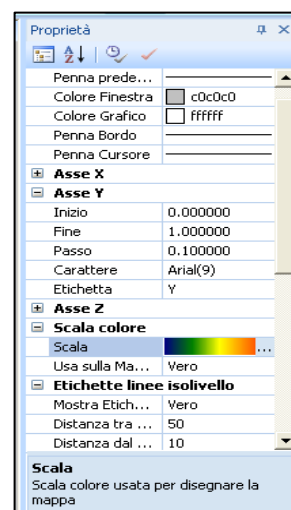 Proprietà
Penna prede...
Colore Finestra c0c0c0
Colore Grafico ffffff
Penna Bordo
Penna Cursore
Asse X
Asse Y
Inizio 0.000000
Fine 1.000000
Passo 0.100000
Carattere Arial(9)
Etichetta Y
Asse Z
Scala colore
Scala ...
Usa sulla Ma... Vero
Etichette linee isolivello
Mostra Etich... Vero
Distanza tra ... 50
Distanza dal ... 10
Scala
Scala colore usata per disegnare la
mappa